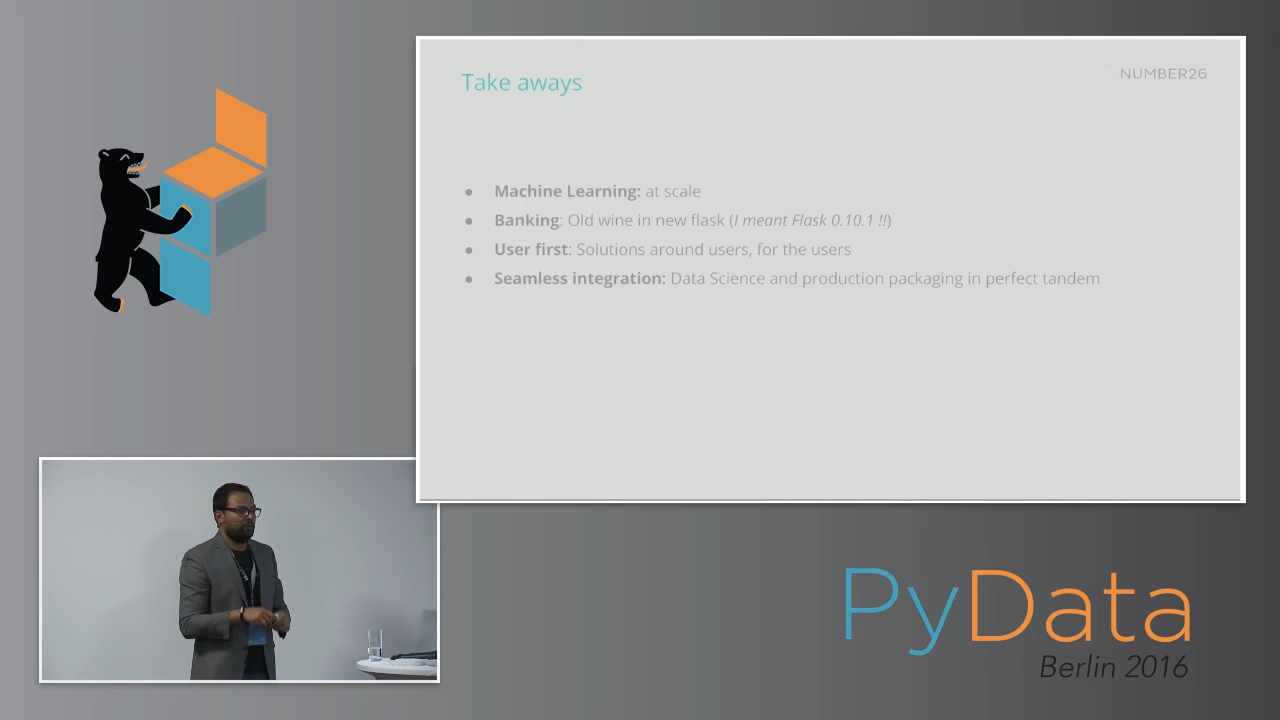 Take aways
NUMBER26
● Machine Learning: at scale
● Banking: Old wine in new flask (I meant Flask 0.10.1 !!)
● User first: Solutions around users, for the users
● Seamless integration: Data Science and production packaging in perfect tandem
PyData
Berlin 2016